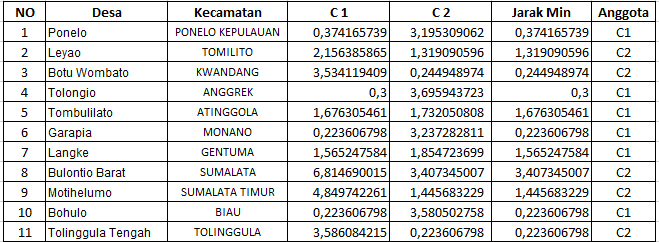 NO Desa Kecamatan C 1 C 2 Jarak Min Anggota
1 Ponelo PONELO KEPULAUAN 0,374165739 3,195309062 0,374165739 C1
2 Leyao TOMILITO 2,156385865 1,319090596 1,319090596 C2
3 Botu Wombato KWANDANG 3,534119409 0,244948974 0,244948974 C2
4 Tolongio ANGGREK 0,3 3,695943723 0,3 C1
5 Tombulilato ATINGGOLA 1,676305461 1,732050808 1,676305461 C1
6 Garapia MONANO 0,223606798 3,237282811 0,223606798 C1
7 Langke GENTUMA 1,565247584 1,854723699 1,565247584 C1
8 Bulontio Barat SUMALATA 6,814690015 3,407345007 3,407345007 C2
9 Motihelumo SUMALATA TIMUR 4,849742261 1,445683229 1,445683229 C2
10 Bohulo BIAU 0,223606798 3,580502758 0,223606798 C1
11 Tolinggula Tengah TOLINGGULA 3,586084215 0,223606798 0,223606798 C2